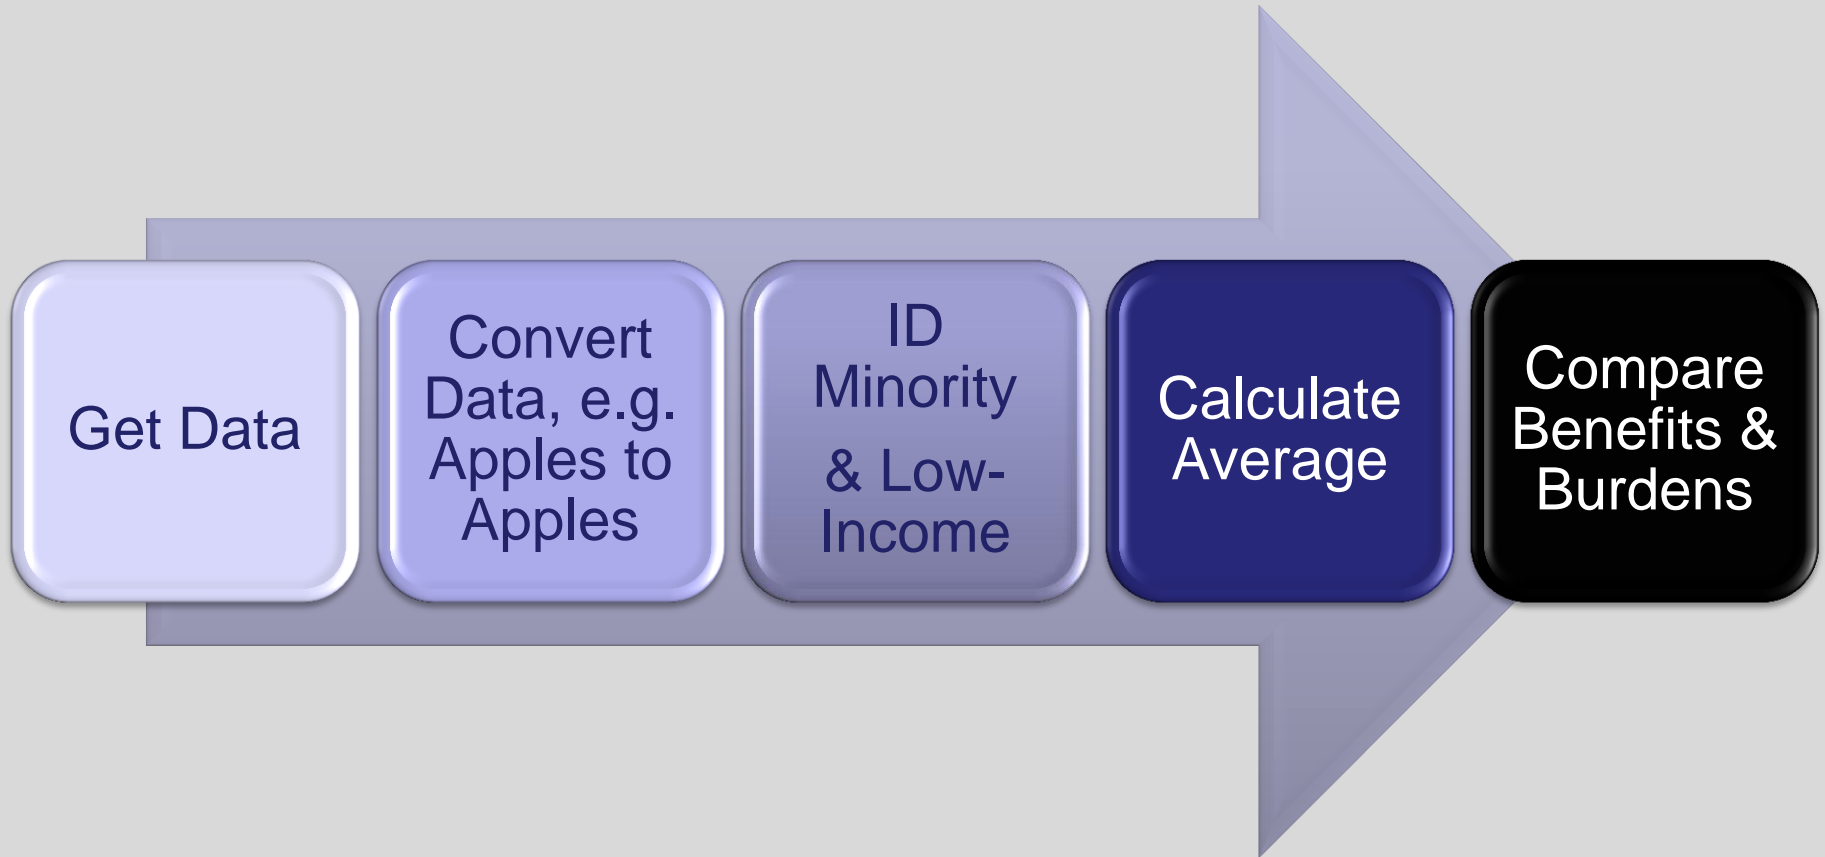 Get Data
Convert
Data, e.g.
Apples to
Apples
ID
Minority
& Low-
Income
Calculate
Average
Compare
Benefits &
Burdens